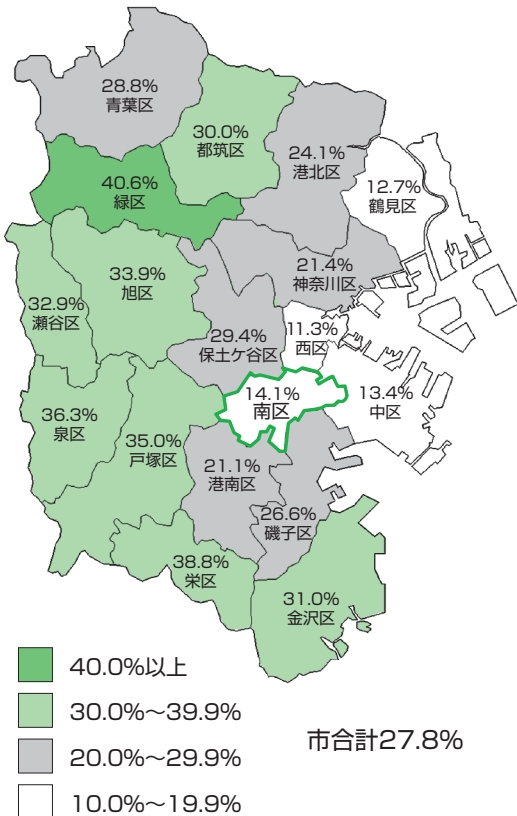 28.8%
青葉区
30.0%
都筑区
24.1%
港北区
12.7%
鶴見区
40.6%
緑区
33.9%
旭区
21.4%
神奈川区
32.9%
瀬谷区
29.4%
保土ケ谷区
11.3%
西区
14.1%
南区
13.4%
中区
36.3%
泉区
35.0%
戸塚区
21.1%
港南区
26.6%
磯子区
38.8%
栄区
31.0%
金沢区
40.0%以上
30.0%〜39.9%
20.0%〜29.9%
10.0%〜19.9%
市合計27.8%